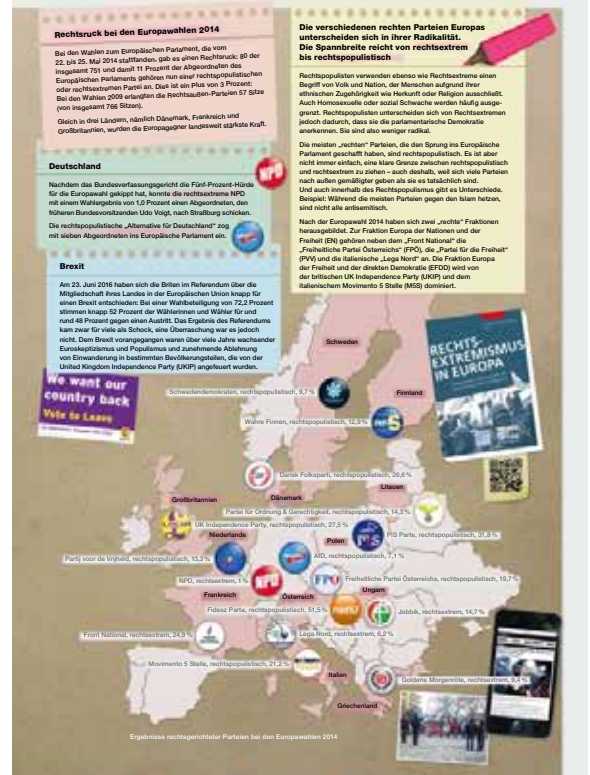 Rechtsruck bei den Europawahlen 2014
Bei den Wahlen zum Europäischen Parlament, die vom
22. bis 25. Mai 2014 stattfanden, gab es einen Rechtsruck: 80 der
insgesamt 751 und damit 11 Prozent der Abgeordneten des
Europäischen Parlaments gehören nun einer rechtspopulistischen
oder rechtsextremen Partei an. Dies ist ein Plus von 3 Prozent:
Bei den Wahlen 2009 erlangten die Rechtsaußen-Parteien 57 Sitze
(von insgesamt 766 Sitzen).
Gleich in drei Ländern, nämlich Dänemark, Frankreich und
Großbritannien, wurden die Europagegner landesweit stärkste Kraft.
Deutschland
Nachdem das Bundesverfassungsgericht die Fünf-Prozent-Hürde
für die Europawahl gekippt hat, konnte die rechtsextreme NPD
mit einem Wahlergebnis von 1,0 Prozent einen Abgeordneten, den
früheren Bundesvorsitzenden Udo Voigt, nach Straßburg schicken.
Die rechtspopulistische „Alternative für Deutschland“ zog
mit sieben Abgeordneten ins Europäische Parlament ein.
NPD
Brexit
Am 23. Juni 2016 haben sich die Briten im Referendum über die
Mitgliedschaft ihres Landes in der Europäischen Union knapp für
einen Brexit entschieden: Bei einer Wahlbeteiligung von 72,2 Prozent
stimmen knapp 52 Prozent der Wählerinnen und Wähler für und
rund 48 Prozent gegen einen Austritt. Das Ergebnis des Referendums
kam zwar für viele als Schock, eine Überraschung war es jedoch
nicht. Dem Brexit vorangegangen waren über viele Jahre wachsender
Euroskeptizismus und Populismus und zunehmende Ablehnung
von Einwanderung in bestimmten Bevölkerungsteilen, die von der
United Kingdom Independence Party (UKIP) angefeuert wurden.
Die verschiedenen rechten Parteien Europas
unterscheiden sich in ihrer Radikalität.
Die Spannbreite reicht von rechtsextrem
bis rechtspopulistisch
Rechtspopulisten verwenden ebenso wie Rechtsextreme einen
Begriff von Volk und Nation, der Menschen aufgrund ihrer
ethnischen Zugehörigkeit wie Herkunft oder Religion ausschließt.
Auch Homosexuelle oder sozial Schwache werden häufig ausge-
grenzt. Rechtspopulisten unterscheiden sich von Rechtsextremen
jedoch dadurch, dass sie die parlamentarische Demokratie
anerkennen. Sie sind also weniger radikal.
Die meisten „rechten“ Parteien, die den Sprung ins Europäische
Parlament geschafft haben, sind rechtspopulistisch. Es ist aber
nicht immer einfach, eine klare Grenze zwischen rechtspopulistisch
und rechtsextrem zu ziehen – auch deshalb, weil sich viele Parteien
nach außen gemäßigter geben als sie es tatsächlich sind.
Und auch innerhalb des Rechtspopulismus gibt es Unterschiede.
Beispiel: Während die meisten Parteien gegen den Islam hetzen,
sind nicht alle antisemitisch.
Nach der Europawahl 2014 haben sich zwei „rechte“ Fraktionen
herausgebildet. Zur Fraktion Europa der Nationen und der
Freiheit (EN) gehören neben dem „Front National“ die
„Freiheitliche Partei Österreichs“ (FPÖ), die „Partei für die Freiheit“
(PVV) und die italienische „Lega Nord“ an. Die Fraktion Europa
der Freiheit und der direkten Demokratie (EFDD) wird von
der britischen UK Independence Party (UKIP) und dem
italienischem Movimento 5 Stelle (M5S) dominiert.
We want our
country back
Vote to Leave
RECHTS-
EXTREMISMUS
IN EUROPA
Schweden
Schwedendemokraten, rechtspopulistisch, 9,7 %
Finnland
Wahre Finnen, rechtspopulistisch, 12,9 %
Dansk Folkeparti, rechtspopulistisch, 26,6 %
Dänemark
Litauen
Partei für Ordnung & Gerechtigkeit, rechtspopulistisch, 14,3 %
Großbritannien
UK Independence Party, rechtspopulistisch, 27,5 %
Niederlande
Polen
PIS Parte, rechtspopulistisch, 31,8 %
Partij voor de Vrijheid, rechtspopulistisch, 13,3 %
AfD, rechtspopulistisch, 7,1 %
NPD, rechtsextrem, 1 %
NPD
FPÖ
Freiheitliche Partei Österreichs, rechtspopulistisch, 19,7 %
Frankreich
Österreich
Ungarn
Fidesz Parte, rechtspopulistisch, 51,5 %
Jobbik, rechtsextrem, 14,7 %
Front National, rechtsextrem, 24,9 %
Lega Nord, rechtsextrem, 6,2 %
Movimento 5 Stelle, rechtspopulistisch, 21,2 %
Italien
Goldene Morgenröte, rechtsextrem, 9,4 %
Griechenland
Ergebnisse rechtsgerichteter Parteien bei den Europawahlen 2014